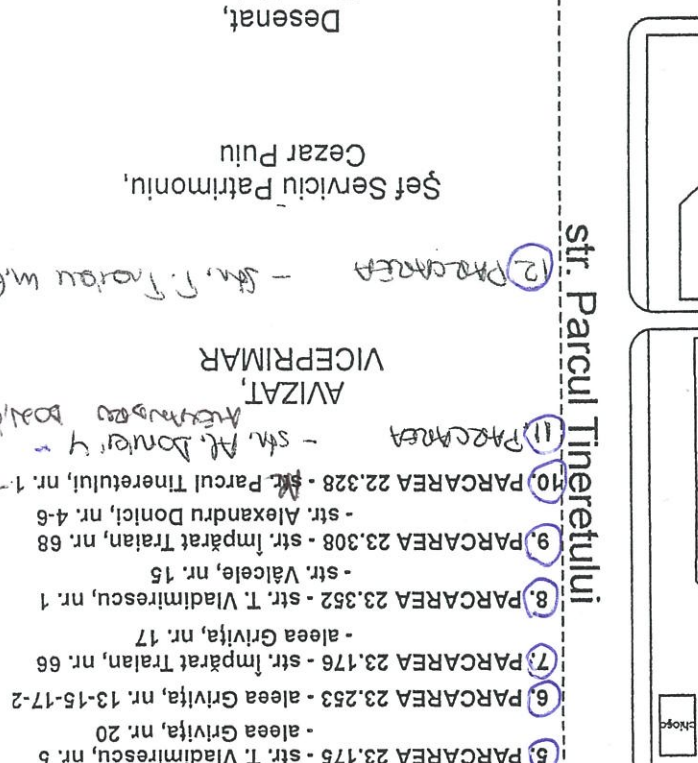 5. PARCAREA 23.175 - str. T. Vladimirescu, nr. 5
- aleea Grivița, nr. 20
6. PARCAREA 23.253 - aleea Grivița, nr. 13-15-17-2
7. PARCAREA 23.176 - str. Împărat Traian, nr. 66
- aleea Grivița, nr. 17
8. PARCAREA 23.352 - str. T. Vladimirescu, nr. 1
- str. Vâlcele, nr. 15
9. PARCAREA 23.308 - str. Împărat Traian, nr. 68
- str. Alexandru Donici, nr. 4-6
10. PARCAREA 22.328 - Parcul Tineretului, nr. 1
11. PARCAREA - str. Al. Donici, 4
ALEXANDRU
AVIZAT,
VICEPRIMAR
12. PARCAREA - str. Î. Traian nr.
Șef Serviciu Patrimoniu,
Cezar Puiu
Desenat,
str. Parcul Tineretului
chioșc